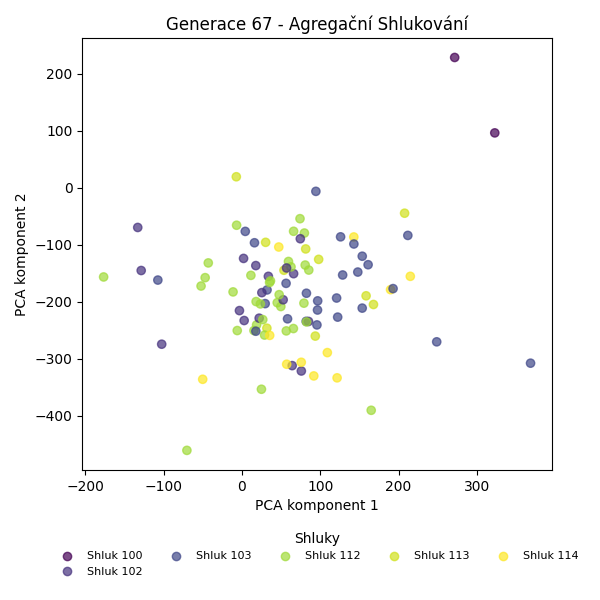 Generace 67 - Agregační Shlukování
PCA komponent 2
200
100
0
−100
−200
−300
−400
−200 −100 0 100 200 300
PCA komponent 1
Shluky
Shluk 100 Shluk 103 Shluk 112 Shluk 113 Shluk 114
Shluk 102